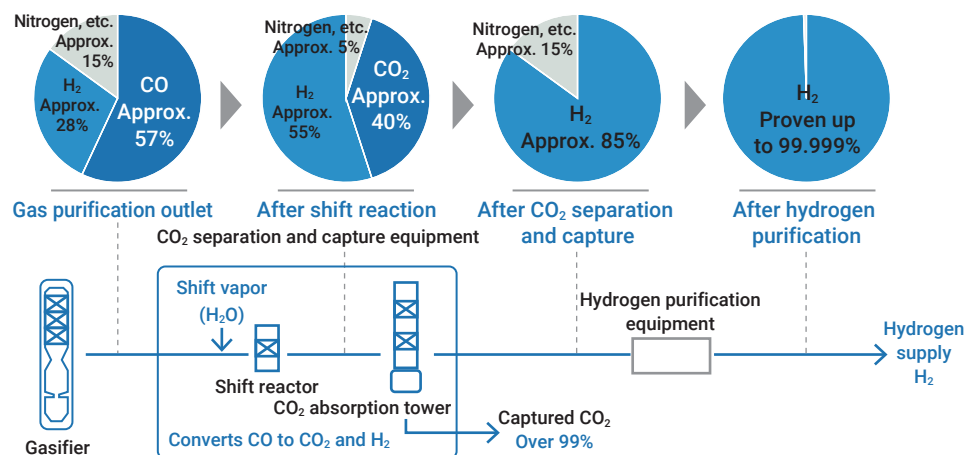 Nitrogen, etc.
Approx.
15%
H₂
Approx.
28%
CO
Approx.
57%
Nitrogen, etc.
Approx. 5%
H₂
Approx.
55%
CO₂
Approx.
40%
Nitrogen, etc.
Approx. 15%
H₂
Approx. 85%
H₂
Proven up
to 99.999%
Gas purification outlet
After shift reaction
After CO₂ separation
and capture
After hydrogen
purification
CO₂ separation and capture equipment
Shift vapor
(H₂O)
Shift reactor
CO₂ absorption tower
Converts CO to CO₂ and H₂
Gasifier
Captured CO₂
Over 99%
Hydrogen purification
equipment
Hydrogen
supply
H₂